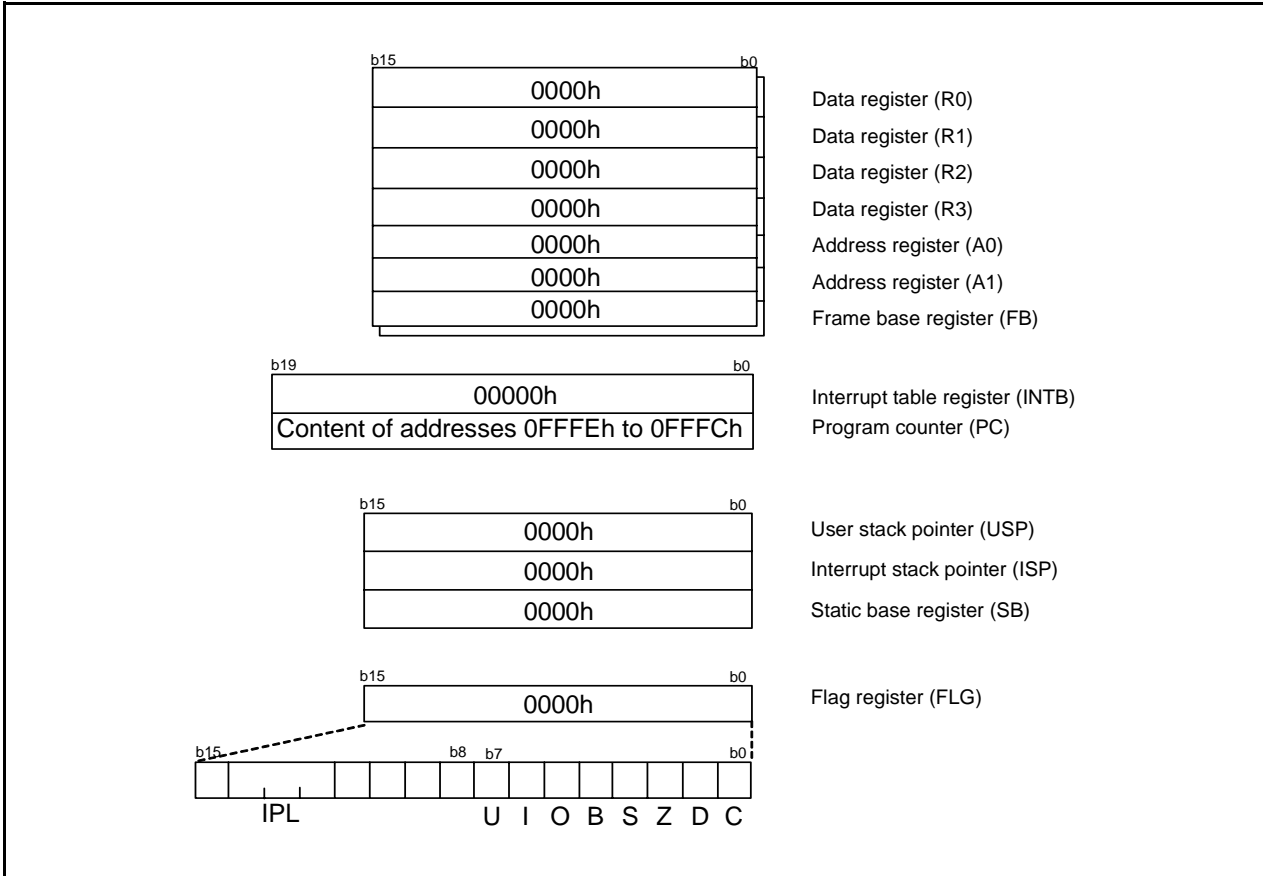 b15 b0
0000h Data register (R0)
0000h Data register (R1)
0000h Data register (R2)
0000h Data register (R3)
0000h Address register (A0)
0000h Address register (A1)
0000h Frame base register (FB)
b19 b0
00000h Interrupt table register (INTB)
Content of addresses 0FFFEh to 0FFFCh Program counter (PC)
b15 b0
0000h User stack pointer (USP)
0000h Interrupt stack pointer (ISP)
0000h Static base register (SB)
b15 b0
0000h Flag register (FLG)
b15 b8 b7 b0
IPL U I O B S Z D C